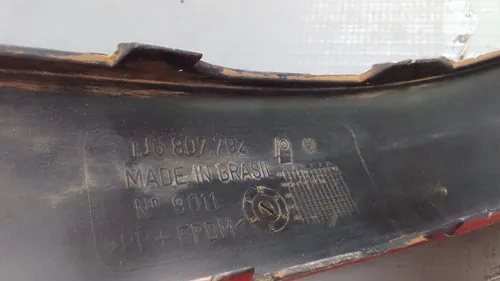 1J6 807 794 P
MADE IN BRASIL
Nº 9011
+ EPDM<